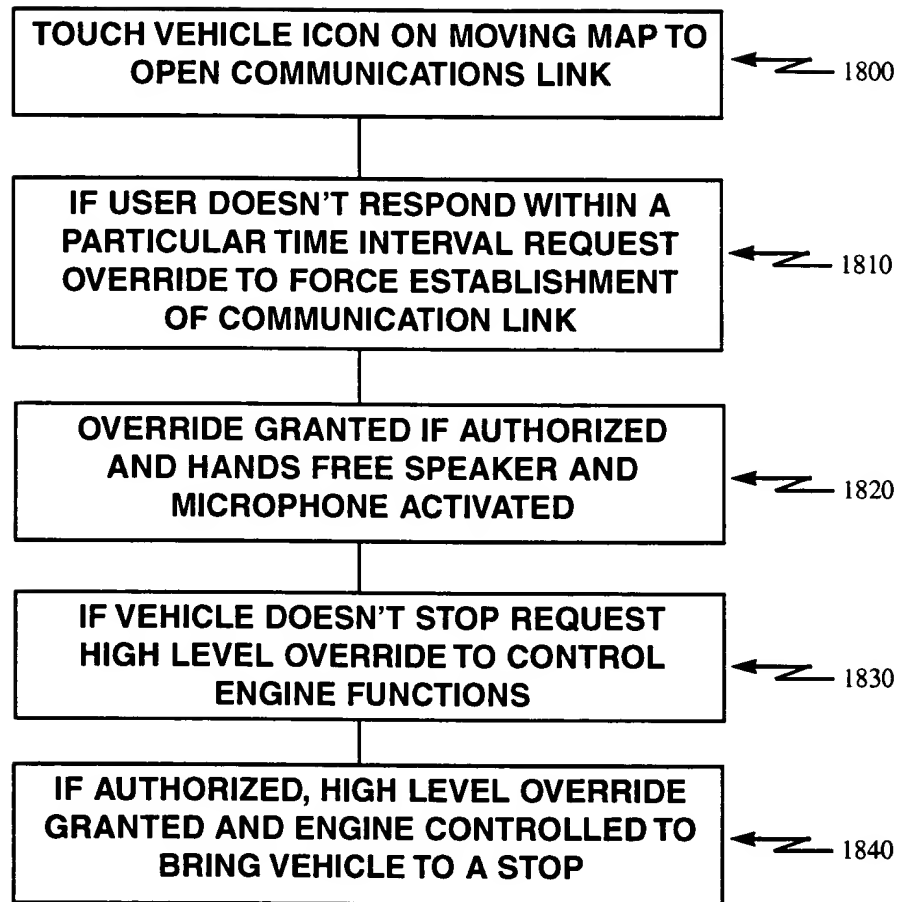 TOUCH VEHICLE ICON ON MOVING MAP TO
OPEN COMMUNICATIONS LINK
1800
IF USER DOESN'T RESPOND WITHIN A
PARTICULAR TIME INTERVAL REQUEST
OVERRIDE TO FORCE ESTABLISHMENT
OF COMMUNICATION LINK
1810
OVERRIDE GRANTED IF AUTHORIZED
AND HANDS FREE SPEAKER AND
MICROPHONE ACTIVATED
1820
IF VEHICLE DOESN'T STOP REQUEST
HIGH LEVEL OVERRIDE TO CONTROL
ENGINE FUNCTIONS
1830
IF AUTHORIZED, HIGH LEVEL OVERRIDE
GRANTED AND ENGINE CONTROLLED TO
BRING VEHICLE TO A STOP
1840